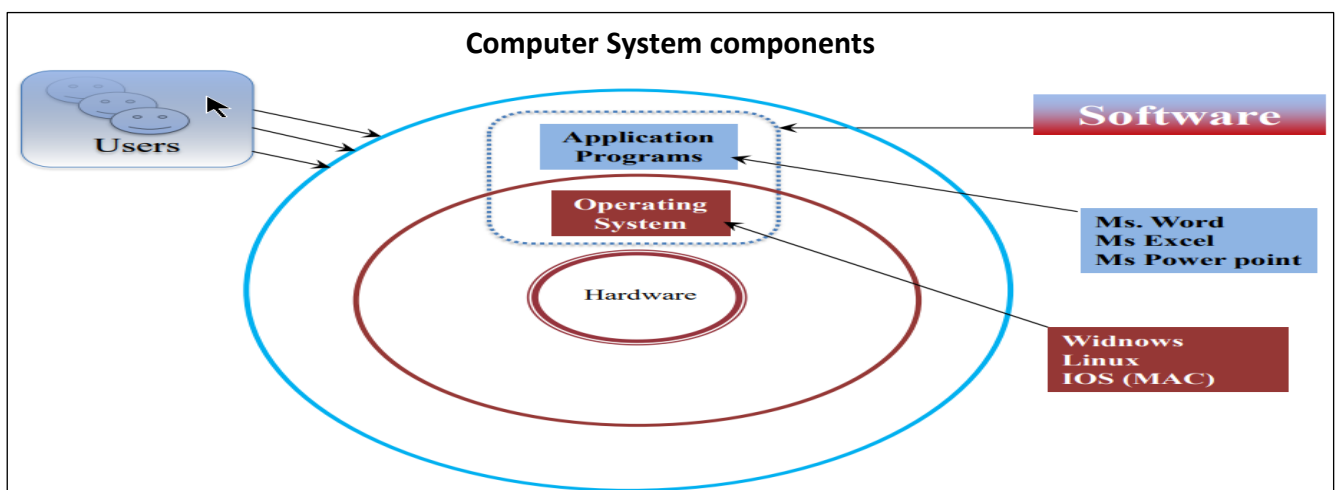 Computer System components
Users
Software
Application
Programs
Operating
System
Hardware
Ms. Word
Ms Excel
Ms Power point
Widnows
Linux
IOS (MAC)